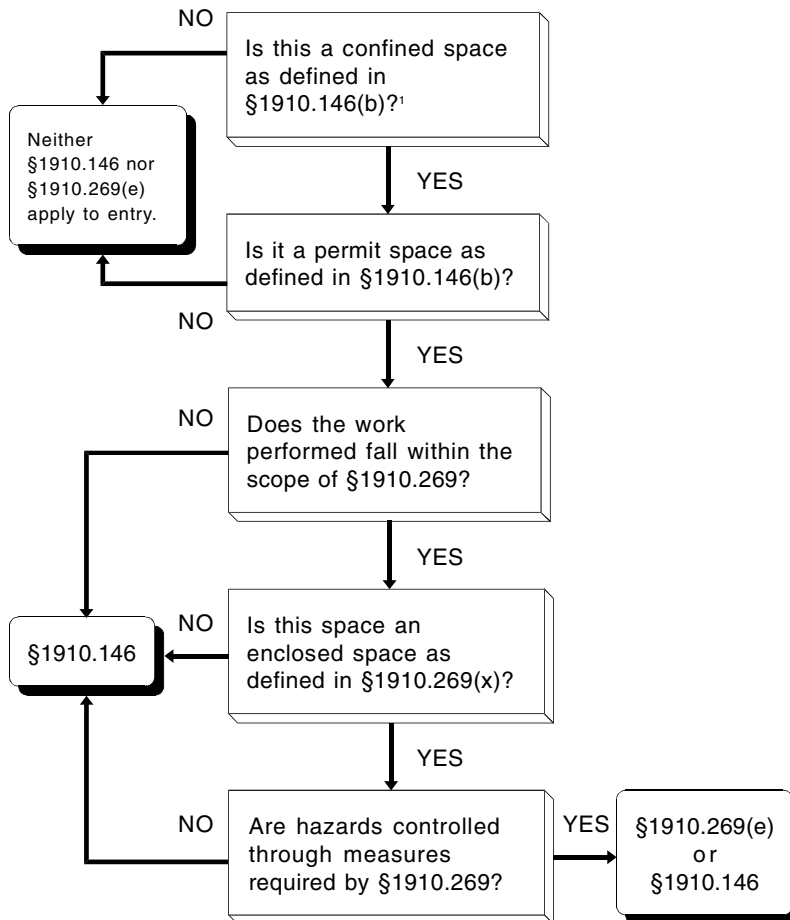 NO
Is this a confined space
as defined in
§1910.146(b)?¹
Neither
§1910.146 nor
§1910.269(e)
apply to entry.
YES
Is it a permit space as
defined in §1910.146(b)?
NO
YES
NO
Does the work
performed fall within the
scope of §1910.269?
YES
NO
Is this space an
enclosed space as
defined in §1910.269(x)?
§1910.146
YES
NO
Are hazards controlled
through measures
required by §1910.269?
YES
§1910.269(e)
or
§1910.146